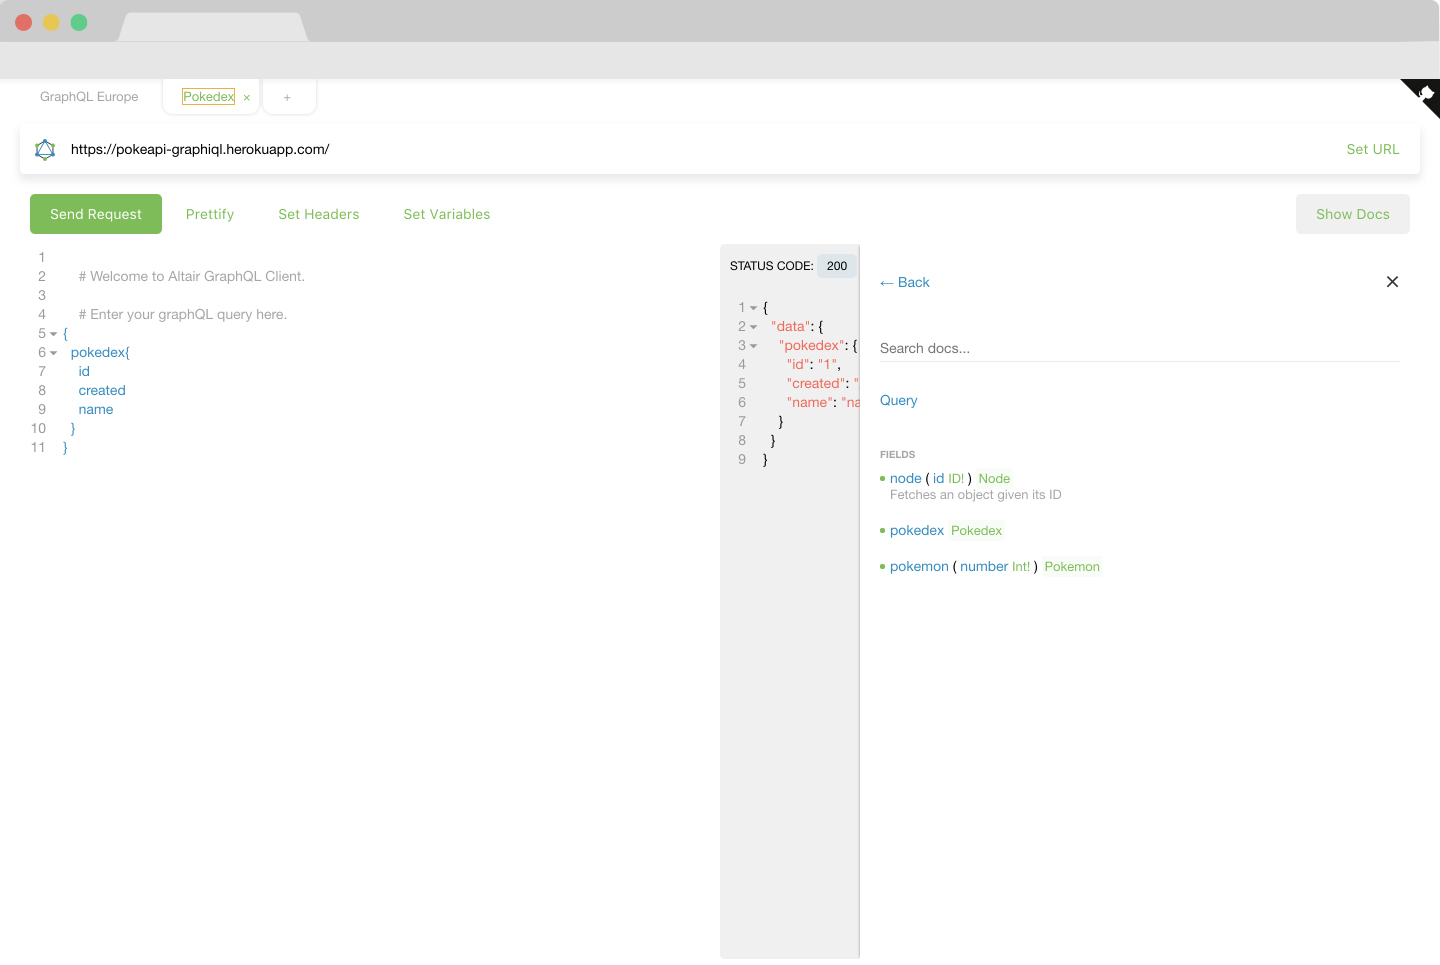 GraphQL Europe
Pokedex ×
+
https://pokeapi-graphiql.herokuapp.com/
Set URL
Send Request
Prettify
Set Headers
Set Variables
Show Docs
1
2 # Welcome to Altair GraphQL Client.
3
4 # Enter your graphQL query here.
5 {
6 pokedex{
7 id
8 created
9 name
10 }
11 }
STATUS CODE: 200
1 {
2 "data": {
3 "pokedex": {
4 "id": "1",
5 "created": "
6 "name": "na
7 }
8 }
9 }
← Back
Search docs...
Query
FIELDS
node ( id ID! ) Node
Fetches an object given its ID
pokedex Pokedex
pokemon ( number Int! ) Pokemon